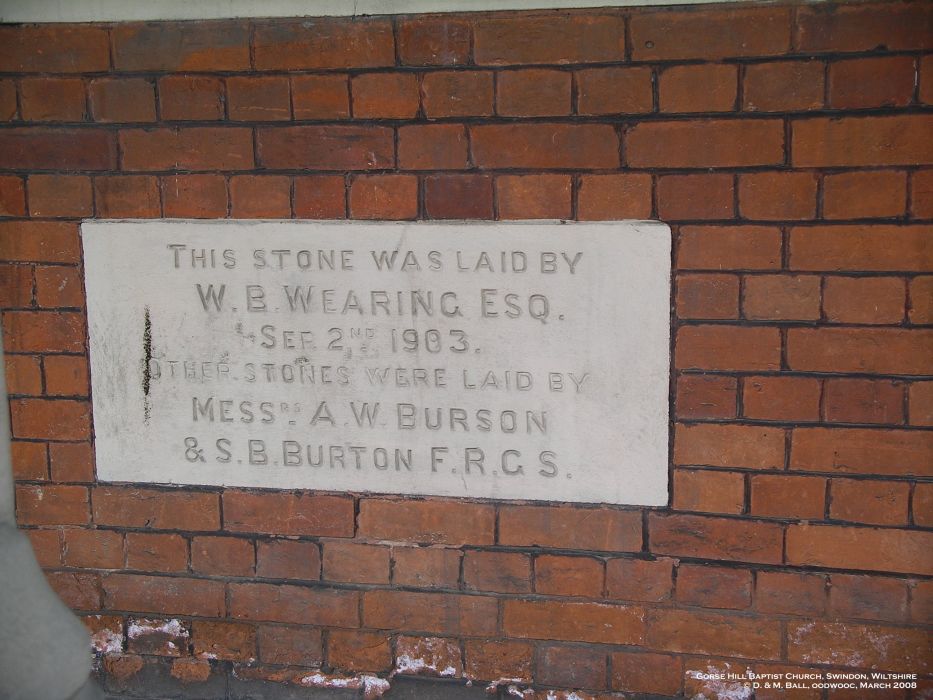 THIS STONE WAS LAID BY
W. B. WEARING ESQ.
SEP. 2ND. 1903.
OTHER STONES WERE LAID BY
MESSRS. A. W. BURSON
& S. B. BURTON F.R.G.S.
GORSE HILL BAPTIST CHURCH, SWINDON, WILTSHIRE
© D. & M. BALL, OODWOOC, MARCH 2008